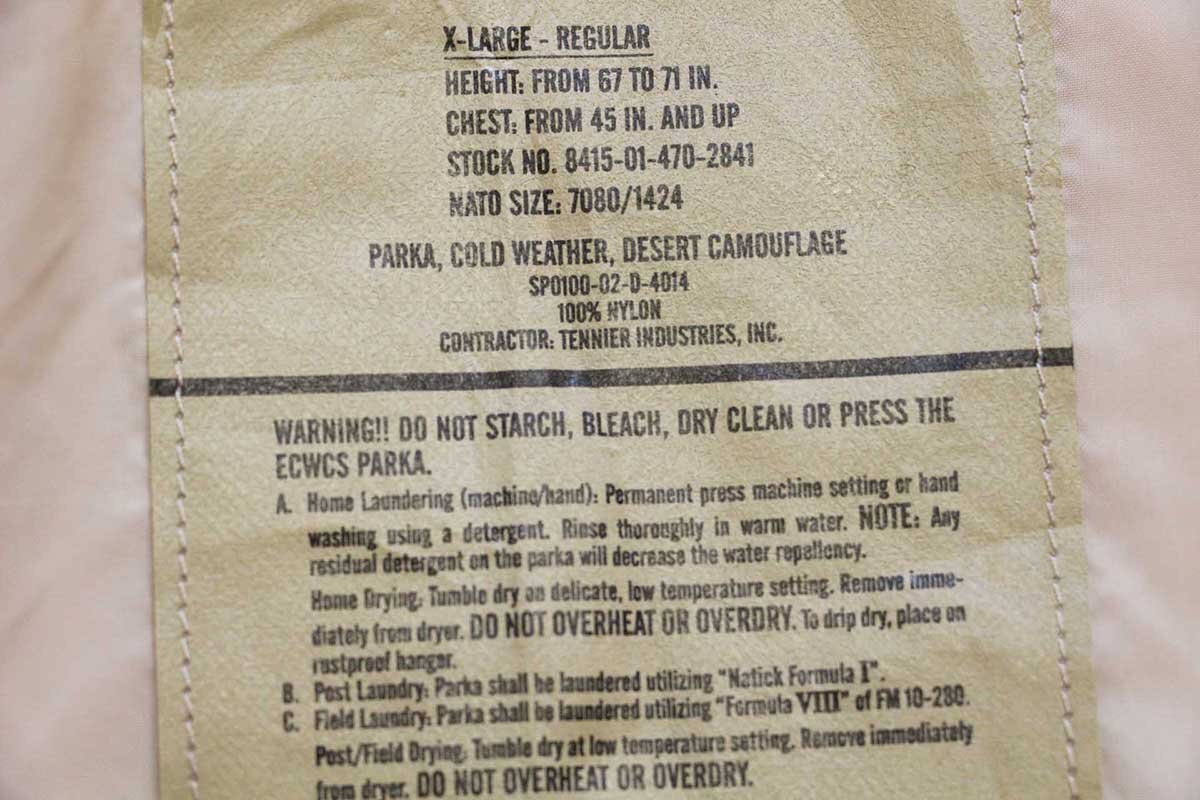 X-LARGE - REGULAR
HEIGHT: FROM 67 TO 71 IN.
CHEST: FROM 45 IN. AND UP
STOCK NO. 8415-01-470-2841
NATO SIZE: 7080/1424
PARKA, COLD WEATHER, DESERT CAMOUFLAGE
SPO100-02-D-4014
100% NYLON
CONTRACTOR: TENNIER INDUSTRIES, INC.
WARNING!! DO NOT STARCH, BLEACH, DRY CLEAN OR PRESS THE
ECWCS PARKA.
A. Home Laundering (machine/hand): Permanent press machine setting or hand
washing using a detergent. Rinse thoroughly in warm water. NOTE: Any
residual detergent on the parka will decrease the water repellency.
Home Drying: Tumble dry on delicate, low temperature setting. Remove imme-
diately from dryer. DO NOT OVERHEAT OR OVERDRY. To drip dry, place on
rustproof hanger.
B. Post Laundry: Parka shall be laundered utilizing "Natick Formula I".
C. Field Laundry: Parka shall be laundered utilizing "Formula VIII" of FM 10-280.
Post/Field Drying: Tumble dry at low temperature setting. Remove immediately
from dryer. DO NOT OVERHEAT OR OVERDRY.